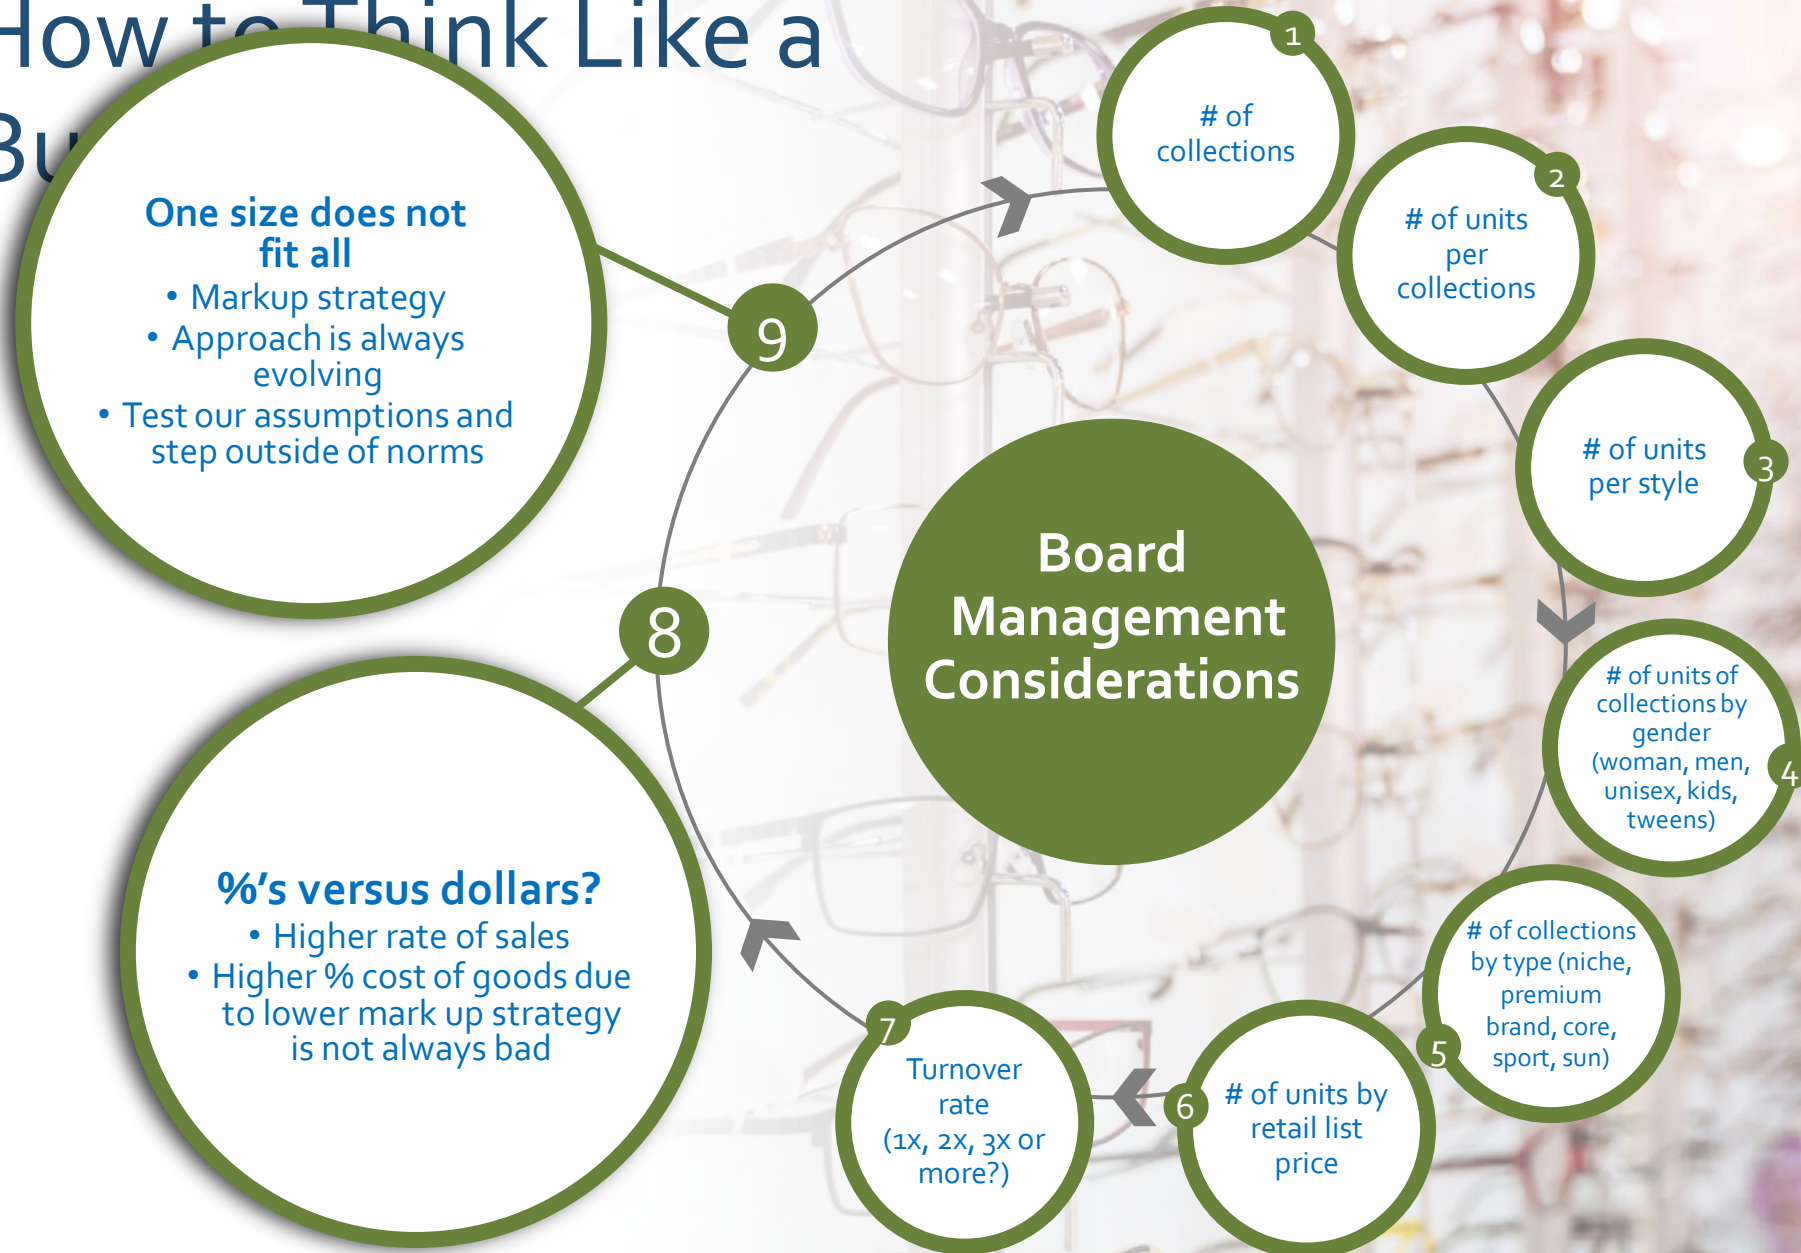 How to Think Like a
Bu
1
# of
collections
2
# of units
per
collections
3
# of units
per style
4
# of units of
collections by
gender
(woman, men,
unisex, kids,
tweens)
5
# of collections
by type (niche,
premium
brand, core,
sport, sun)
6
# of units by
retail list
price
7
Turnover
rate
(1x, 2x, 3x or
more?)
8
%'s versus dollars?
• Higher rate of sales
• Higher % cost of goods due
to lower mark up strategy
is not always bad
9
One size does not
fit all
• Markup strategy
• Approach is always
evolving
• Test our assumptions and
step outside of norms
Board
Management
Considerations